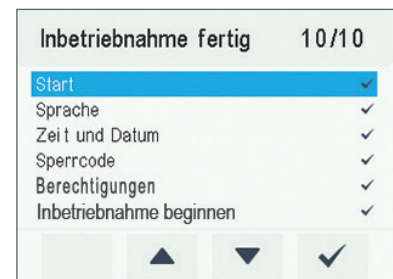 Inbetriebnahme fertig 10/10
Start
Sprache
Zeit und Datum
Sperrcode
Berechtigungen
Inbetriebnahme beginnen